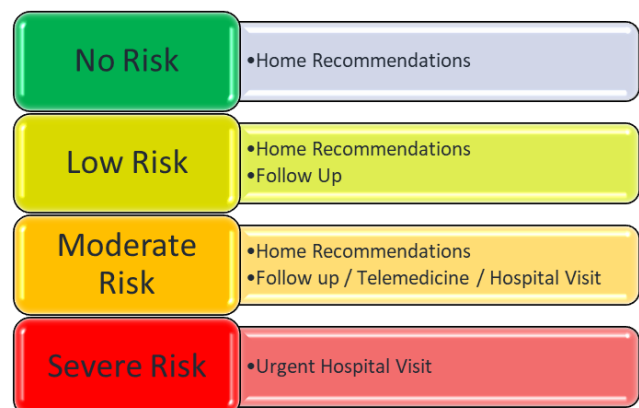 No Risk
•Home Recommendations
Low Risk
•Home Recommendations
•Follow Up
Moderate
Risk
•Home Recommendations
•Follow up / Telemedicine / Hospital Visit
Severe Risk
•Urgent Hospital Visit